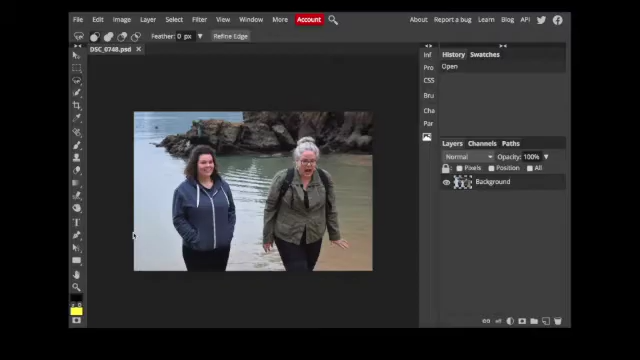 File Edit Image Layer Select Filter View Window More Account About Report a bug Learn Blog API
Feather: 0 px Refine Edge
DSC_0748.psd
Inf
Pro
CSS
Bru
Cha
Par
History Swatches
Open
Layers Channels Paths
Normal Opacity: 100%
Pixels Position All
Background